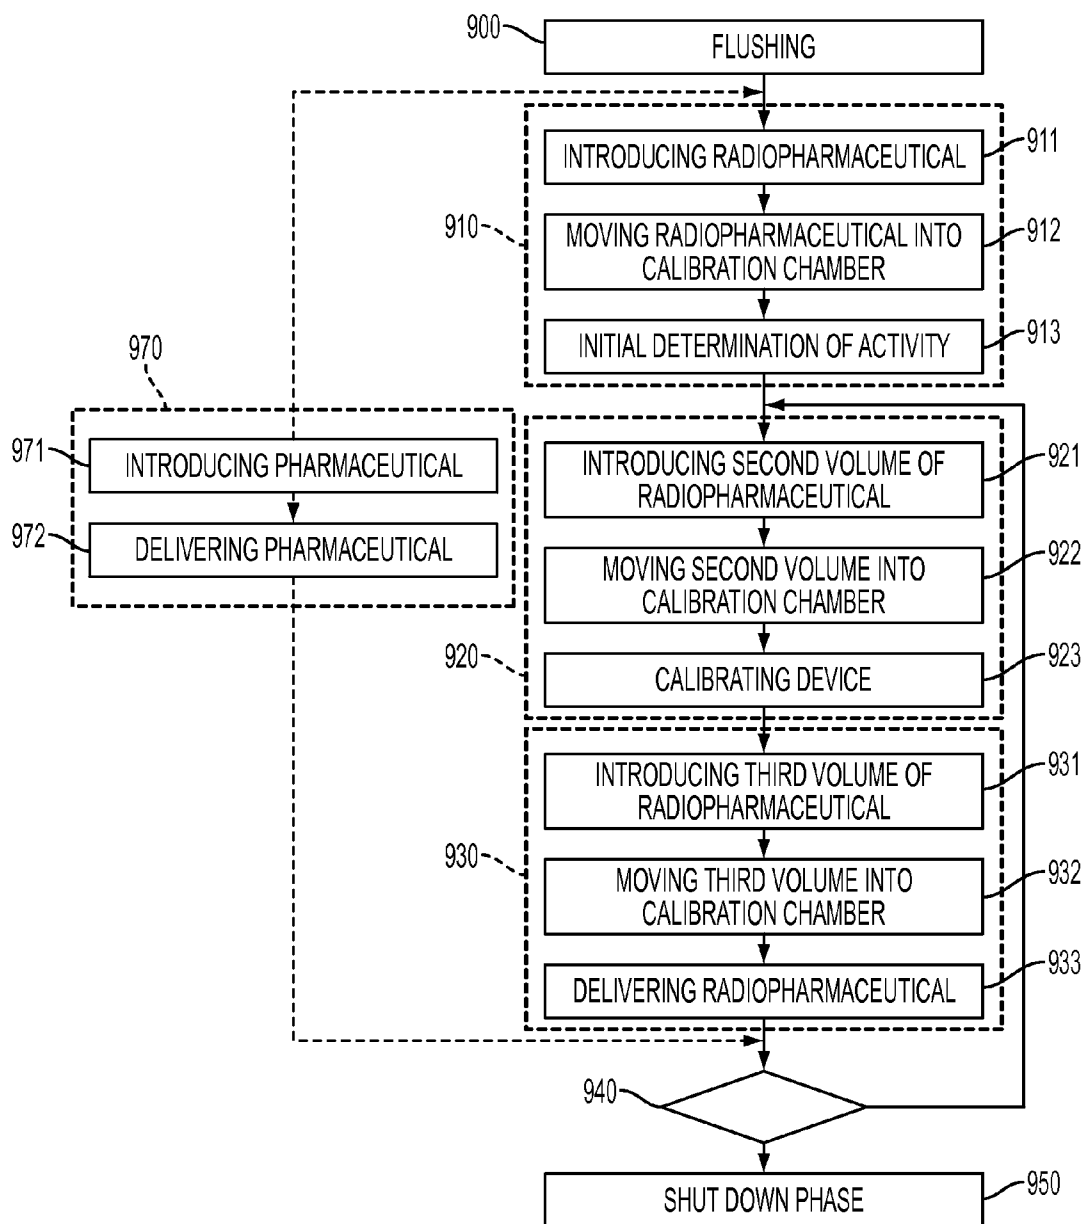 900
FLUSHING
INTRODUCING RADIOPHARMACEUTICAL
911
910
MOVING RADIOPHARMACEUTICAL INTO
CALIBRATION CHAMBER
912
INITIAL DETERMINATION OF ACTIVITY
913
970
971
INTRODUCING PHARMACEUTICAL
972
DELIVERING PHARMACEUTICAL
INTRODUCING SECOND VOLUME OF
RADIOPHARMACEUTICAL
921
MOVING SECOND VOLUME INTO
CALIBRATION CHAMBER
922
920
CALIBRATING DEVICE
923
INTRODUCING THIRD VOLUME OF
RADIOPHARMACEUTICAL
931
930
MOVING THIRD VOLUME INTO
CALIBRATION CHAMBER
932
DELIVERING RADIOPHARMACEUTICAL
933
940
SHUT DOWN PHASE
950